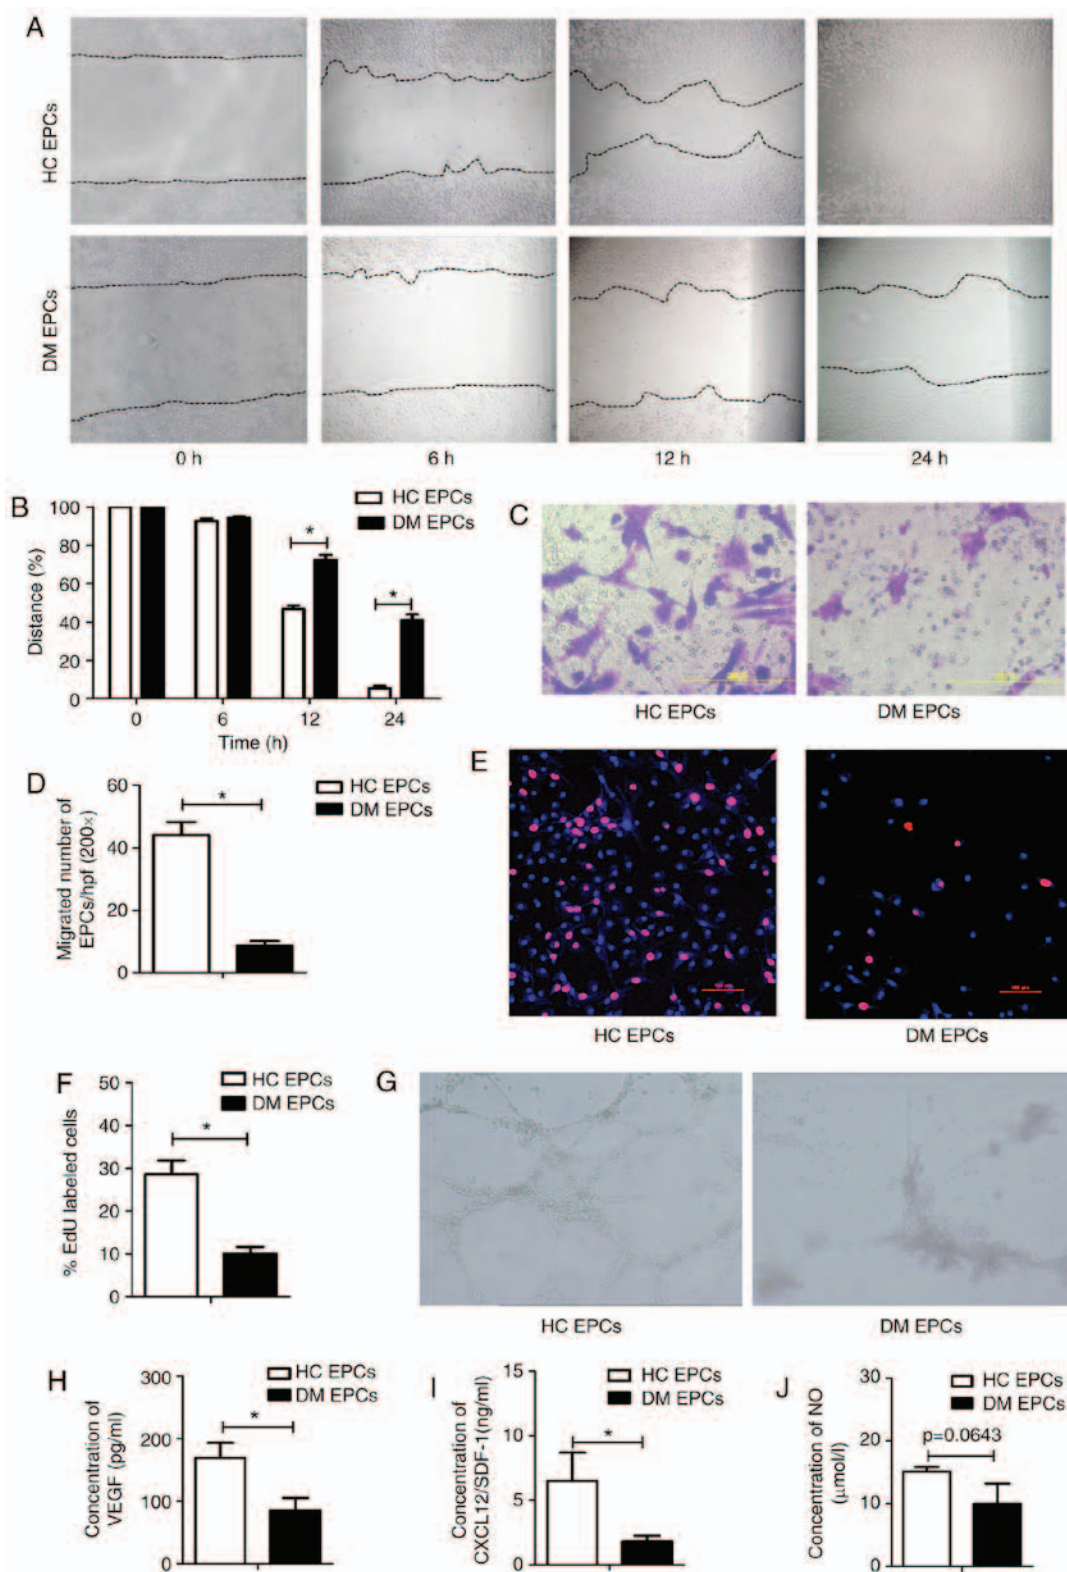 A
HC EPCs
DM EPCs
0 h
6 h
12 h
24 h
B
HC EPCs
DM EPCs
Distance (%)
100
80
60
40
20
0
*
*
0
6
12
24
Time (h)
C
HC EPCs
DM EPCs
D
HC EPCs
DM EPCs
Migrated number of
EPCs/hpf (200×)
60
40
20
0
*
E
HC EPCs
DM EPCs
F
HC EPCs
DM EPCs
% EdU labeled cells
50
40
30
20
10
0
*
G
HC EPCs
DM EPCs
H
HC EPCs
DM EPCs
Concentration of
VEGF (pg/ml)
300
200
100
0
*
I
HC EPCs
DM EPCs
Concentration of
CXCL12/SDF-1(ng/ml)
15
10
5
0
*
J
HC EPCs
DM EPCs
Concentration of NO
(μmol/l)
30
20
10
0
p=0.0643